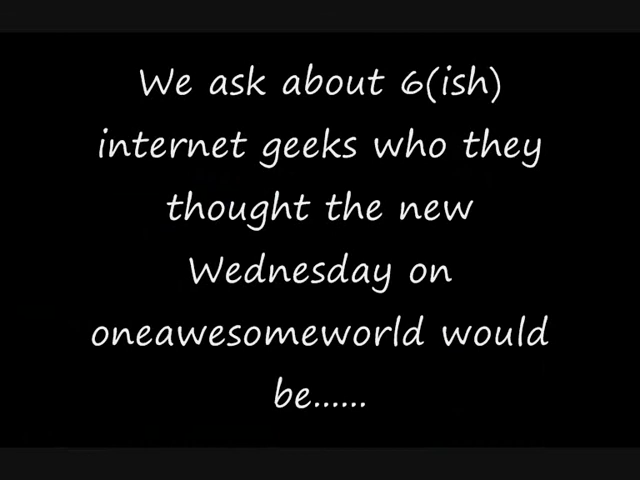 We ask about 6(ish)
internet geeks who they
thought the new
Wednesday on
oneawesomeworld would
be......